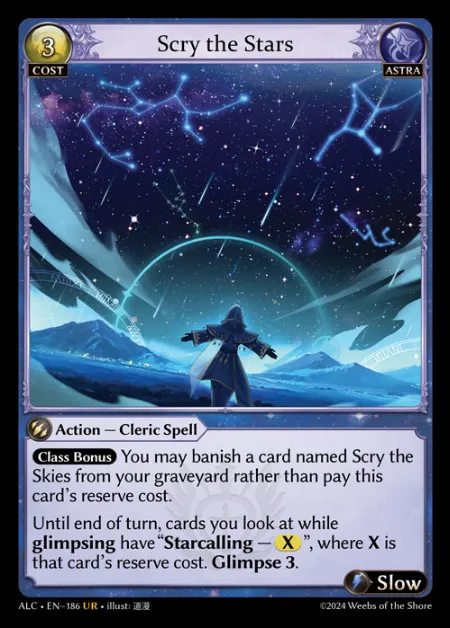 Scry the Stars
3
COST
ASTRA
Action — Cleric Spell
Class Bonus You may banish a card named Scry the
Skies from your graveyard rather than pay this
card's reserve cost.
Until end of turn, cards you look at while
glimpsing have “Starcalling — X ”, where X is
that card's reserve cost. Glimpse 3.
Slow
ALC • EN-186 UR • illust: 道漫
©2024 Weebs of the Shore